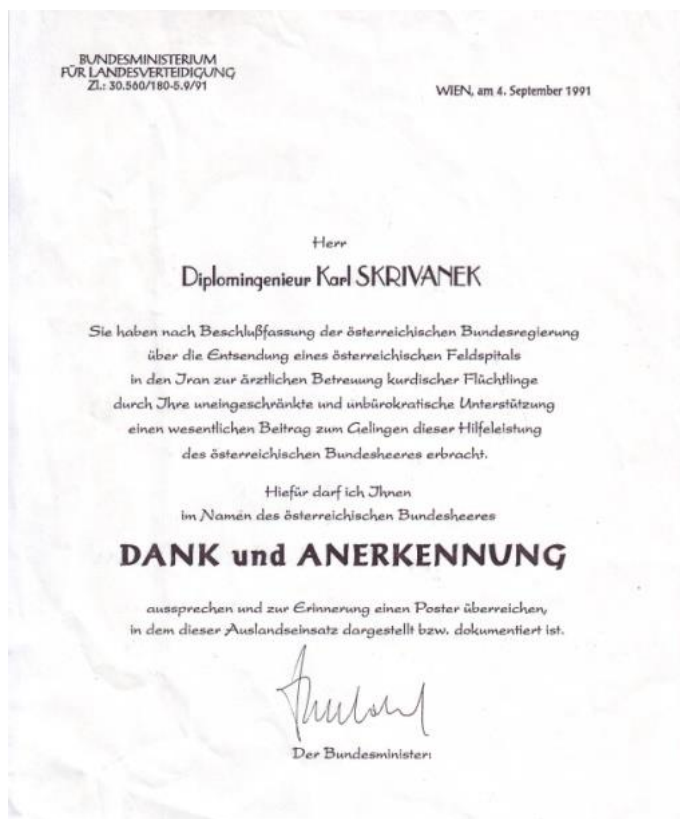 BUNDESMINISTERIUM
FÜR LANDESVERTEIDIGUNG
Zl.: 30.560/180-5.9/91
WIEN, am 4. September 1991
Herr
Diplomingenieur Karl SKRIVANEK
Sie haben nach Beschlußfassung der österreichischen Bundesregierung
über die Entsendung eines österreichischen Feldspitals
in den Iran zur ärztlichen Betreuung kurdischer Flüchtlinge
durch Ihre uneingeschränkte und unbürokratische Unterstützung
einen wesentlichen Beitrag zum Gelingen dieser Hilfeleistung
des österreichischen Bundesheeres erbracht.
Hiefür darf ich Ihnen
im Namen des österreichischen Bundesheeres
DANK und ANERKENNUNG
aussprechen und zur Erinnerung einen Poster überreichen,
in dem dieser Auslandseinsatz dargestellt bzw. dokumentiert ist.
Der Bundesminister: